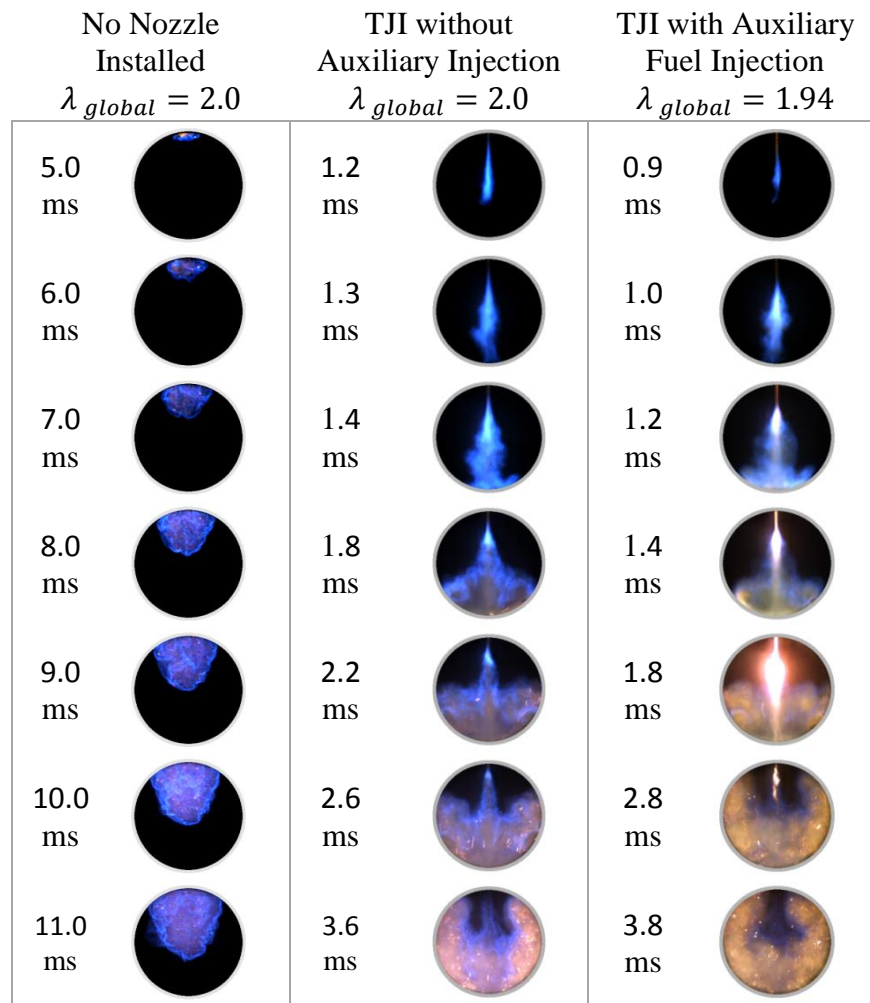 No Nozzle
Installed
λ global = 2.0
TJI without
Auxiliary Injection
λ global = 2.0
TJI with Auxiliary
Fuel Injection
λ global = 1.94
5.0
ms
1.2
ms
0.9
ms
6.0
ms
1.3
ms
1.0
ms
7.0
ms
1.4
ms
1.2
ms
8.0
ms
1.8
ms
1.4
ms
9.0
ms
2.2
ms
1.8
ms
10.0
ms
2.6
ms
2.8
ms
11.0
ms
3.6
ms
3.8
ms